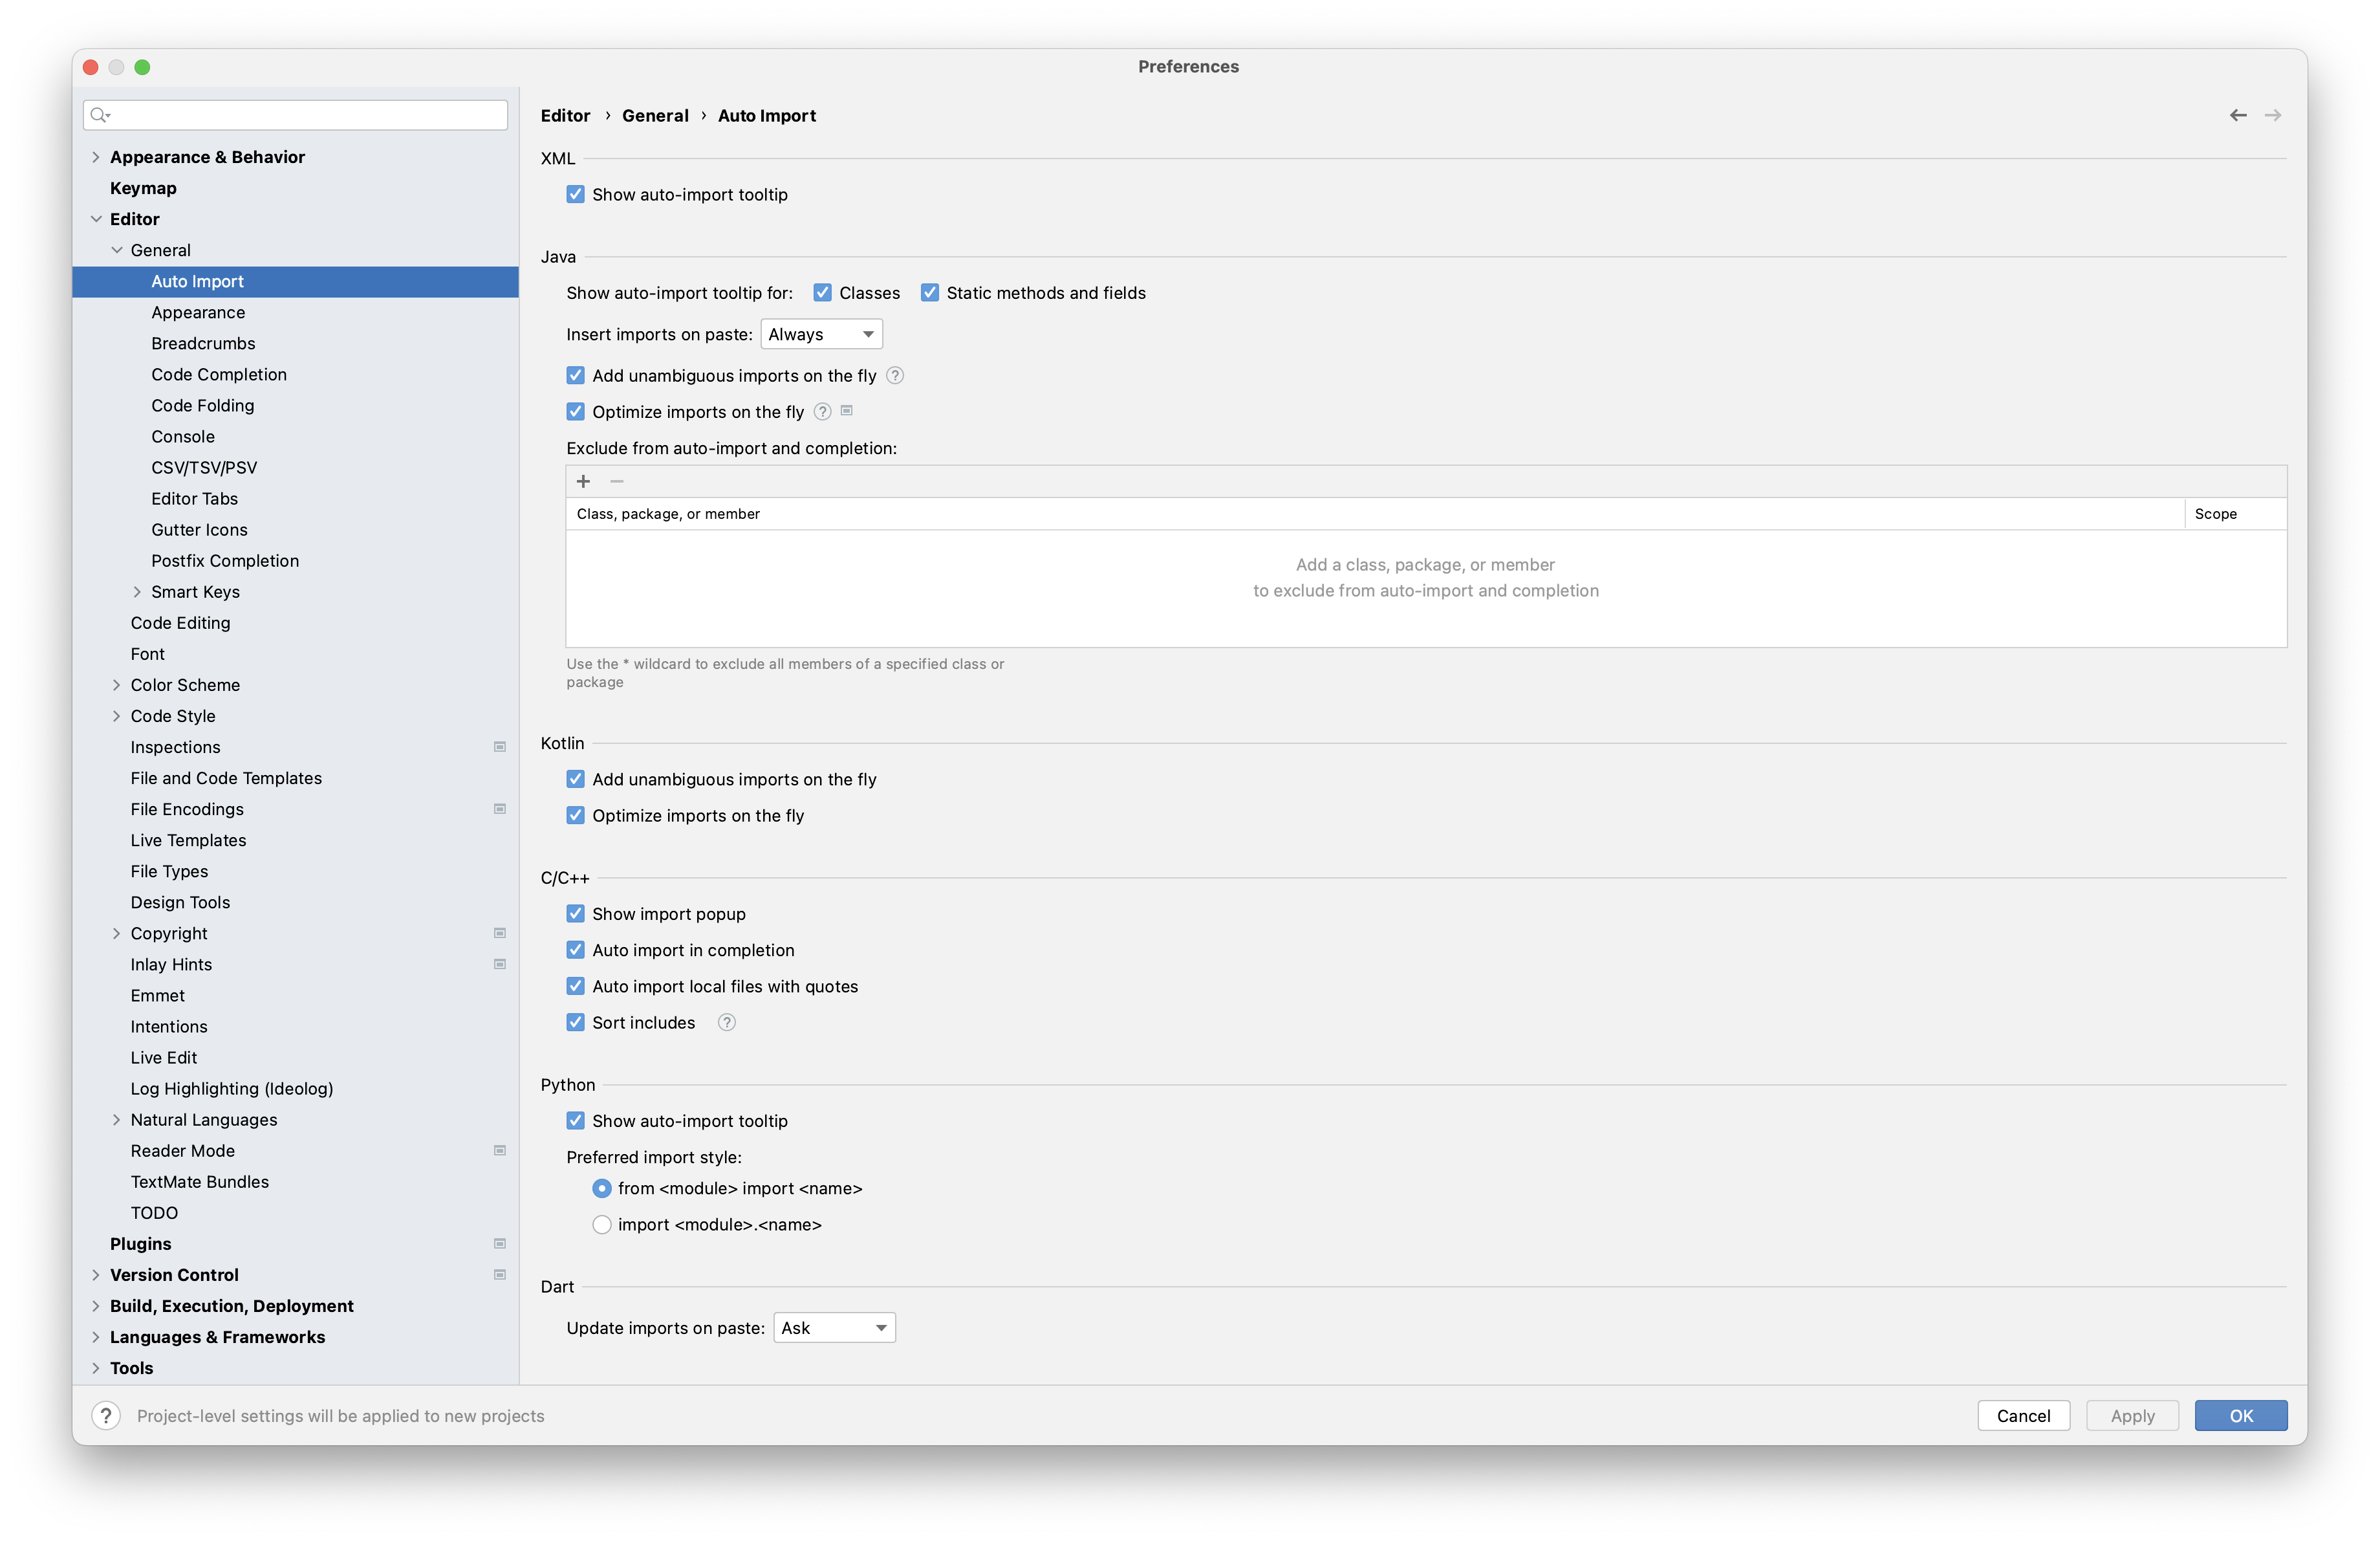 Preferences
Appearance & Behavior
Keymap
Editor
General
Auto Import
Appearance
Breadcrumbs
Code Completion
Code Folding
Console
CSV/TSV/PSV
Editor Tabs
Gutter Icons
Postfix Completion
Smart Keys
Code Editing
Font
Color Scheme
Code Style
Inspections
File and Code Templates
File Encodings
Live Templates
File Types
Design Tools
Copyright
Inlay Hints
Emmet
Intentions
Live Edit
Log Highlighting (Ideolog)
Natural Languages
Reader Mode
TextMate Bundles
TODO
Plugins
Version Control
Build, Execution, Deployment
Languages & Frameworks
Tools
Editor › General › Auto Import
XML
Show auto-import tooltip
Java
Show auto-import tooltip for: Classes Static methods and fields
Insert imports on paste: Always
Add unambiguous imports on the fly ?
Optimize imports on the fly ?
Exclude from auto-import and completion:
Class, package, or member Scope
Add a class, package, or member
to exclude from auto-import and completion
Use the * wildcard to exclude all members of a specified class or
package
Kotlin
Add unambiguous imports on the fly
Optimize imports on the fly
C/C++
Show import popup
Auto import in completion
Auto import local files with quotes
Sort includes ?
Python
Show auto-import tooltip
Preferred import style:
from <module> import <name>
import <module>.<name>
Dart
Update imports on paste: Ask
? Project-level settings will be applied to new projects
Cancel Apply OK